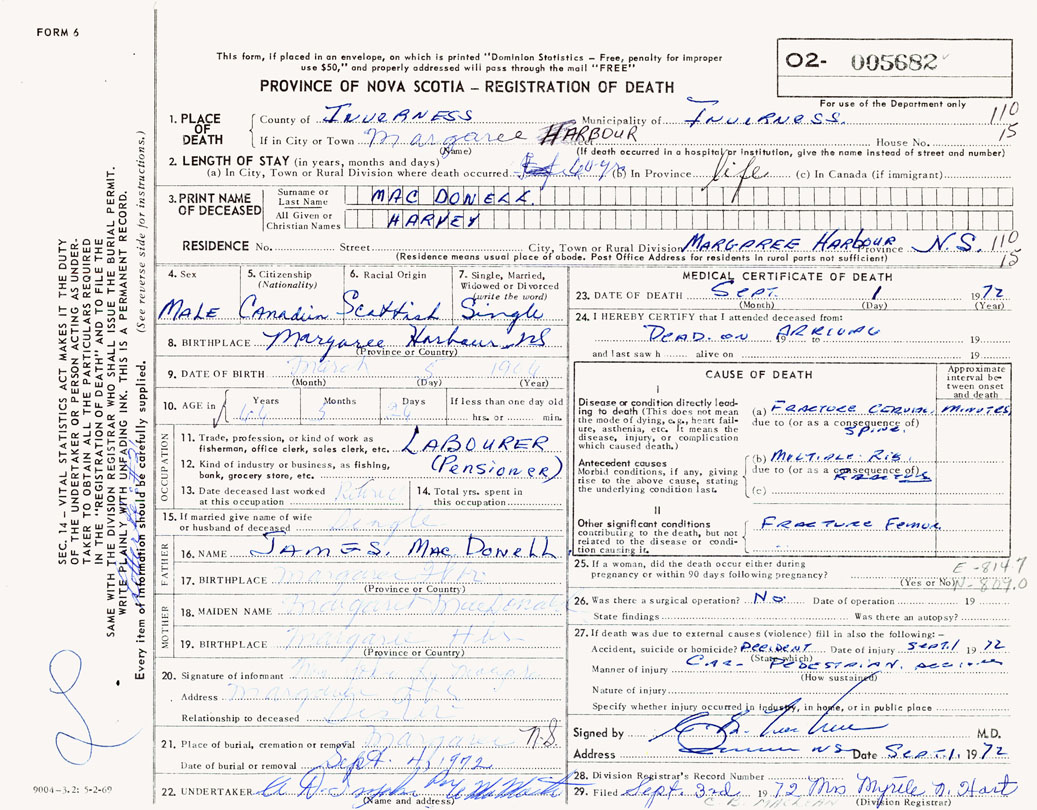 FORM 6
This form, if placed in an envelope, on which is printed "Dominion Statistics – Free, penalty for improper
use $50," and properly addressed will pass through the mail "FREE"
O2- 005682
For use of the Department only
PROVINCE OF NOVA SCOTIA – REGISTRATION OF DEATH
1. PLACE OF DEATH County of INVERNESS Municipality of INVERNESS. 110
If in City or Town Margaree HARBOUR Street House No. 15
(Name) (If death occurred in a hospital or institution, give the name instead of street and number)
2. LENGTH OF STAY (in years, months and days)
(a) In City, Town or Rural Division where death occurred (b) In Province life (c) In Canada (if immigrant)
3. PRINT NAME OF DECEASED Surname or Last Name MAC DONELL
All Given or Christian Names HARVEY
RESIDENCE No. Street City, Town or Rural Division MARGAREE HARBOUR Province N.S. 110
(Residence means usual place of abode. Post Office Address for residents in rural parts not sufficient) 15
4. Sex 5. Citizenship (Nationality) 6. Racial Origin 7. Single, Married, Widowed or Divorced (write the word)
MALE Canadin Scottish Single
8. BIRTHPLACE Margaree Harbour NS
(Province or Country)
9. DATE OF BIRTH March 5
(Month) (Day) (Year)
10. AGE in Years Months Days If less than one day old
hrs. or min.
OCCUPATION
11. Trade, profession, or kind of work as fisherman, office clerk, sales clerk, etc. LABOURER
12. Kind of industry or business, as fishing, bank, grocery store, etc. (Pensioner)
13. Date deceased last worked at this occupation Retired
14. Total yrs. spent in this occupation
15. If married give name of wife or husband of deceased Single
FATHER
16. NAME JAMES. MAC DONELL.
17. BIRTHPLACE Margaree Hbr
(Province or Country)
MOTHER
18. MAIDEN NAME Margaret MacDonald
19. BIRTHPLACE Margaree Hbr
(Province or Country)
20. Signature of informant
Address Margaree Hbr
Relationship to deceased Sister
21. Place of burial, cremation or removal Margaree N.S.
Date of burial or removal Sept. 4, 1972
22. UNDERTAKER
(Name and address)
MEDICAL CERTIFICATE OF DEATH
23. DATE OF DEATH SEPT. 1 1972
(Month) (Day) (Year)
24. I HEREBY CERTIFY that I attended deceased from:
DEAD. ON ARRIVAL 19 19
and last saw h alive on 19
CAUSE OF DEATH
Approximate interval between onset and death
I
Disease or condition directly leading to death (This does not mean the mode of dying, e.g., heart failure, asthenia, etc. It means the disease, injury, or complication which caused death.)
(a) FRACTURE CERVICAL MINUTES
due to (or as a consequence of)
SPINE.
Antecedent causes
Morbid conditions, if any, giving rise to the above cause, stating the underlying condition last.
(b) MULTIPLE RIB
due to (or as a consequence of)
FRACTURE
(c)
II
Other significant conditions contributing to the death, but not related to the disease or condition causing it.
FRACTURE FEMUR
25. If a woman, did the death occur either during pregnancy or within 90 days following pregnancy?
(Yes or No)
E-814.7
N-809.0
26. Was there a surgical operation? No. Date of operation 19
State findings Was there an autopsy?
27. If death was due to external causes (violence) fill in also the following:–
Accident, suicide or homicide? ACCIDENT Date of injury SEPT.1 1972
(State which)
Manner of injury CAR - PEDESTRIAN. ACCIDENT
(How sustained)
Nature of injury
Specify whether injury occurred in industry, in home, or in public place
Signed by M.D.
Address NS Date SEPT.1.1972
28. Division Registrar's Record Number
29. Filed Sept. 3rd 1972 Mrs Myrtle D. Hart
(Division Registrar)
SEC. 14 – VITAL STATISTICS ACT MAKES IT THE DUTY
OF THE UNDERTAKER OR PERSON ACTING AS UNDER-
TAKER TO OBTAIN ALL THE PARTICULARS REQUIRED
IN THE "REGISTRATION OF DEATH" AND TO FILE THE
SAME WITH THE DIVISION REGISTRAR WHO SHALL ISSUE THE BURIAL PERMIT.
WRITE PLAINLY WITH UNFADING INK. THIS IS A PERMANENT RECORD.
Every item of information should be carefully supplied. (See reverse side for instructions.)
9004-3.2: 5-2-69